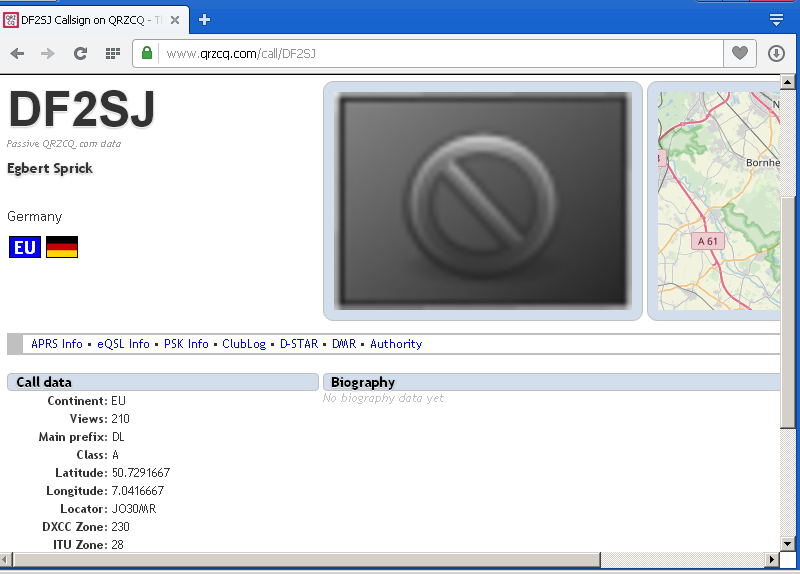 DF2SJ Callsign on QRZCQ - T
www.qrzcq.com/call/DF2SJ
DF2SJ
Passive QRZCQ.com data
Egbert Sprick
Germany
EU
Bornhe
A 61
APRS Info • eQSL Info • PSK Info • ClubLog • D-STAR • DMR • Authority
Call data
Biography
No biography data yet
Continent: EU
Views: 210
Main prefix: DL
Class: A
Latitude: 50.7291667
Longitude: 7.0416667
Locator: JO30MR
DXCC Zone: 230
ITU Zone: 28